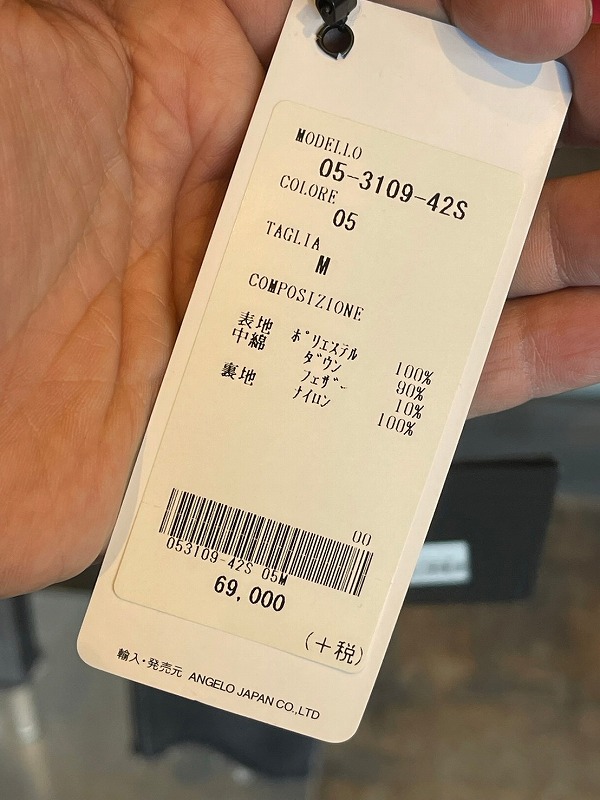 MODELLO
05-3109-42S
COLORE
05
TAGLIA
M
COMPOSIZIONE
表地 ﾎﾟﾘｴｽﾃﾙ 100%
中綿 ﾀﾞｳﾝ 90%
ﾌｪｻﾞｰ 10%
裏地 ﾅｲﾛﾝ 100%
00
053109-42S 05M
69,000
(+税)
輸入・発売元 ANGELO JAPAN CO.,LTD